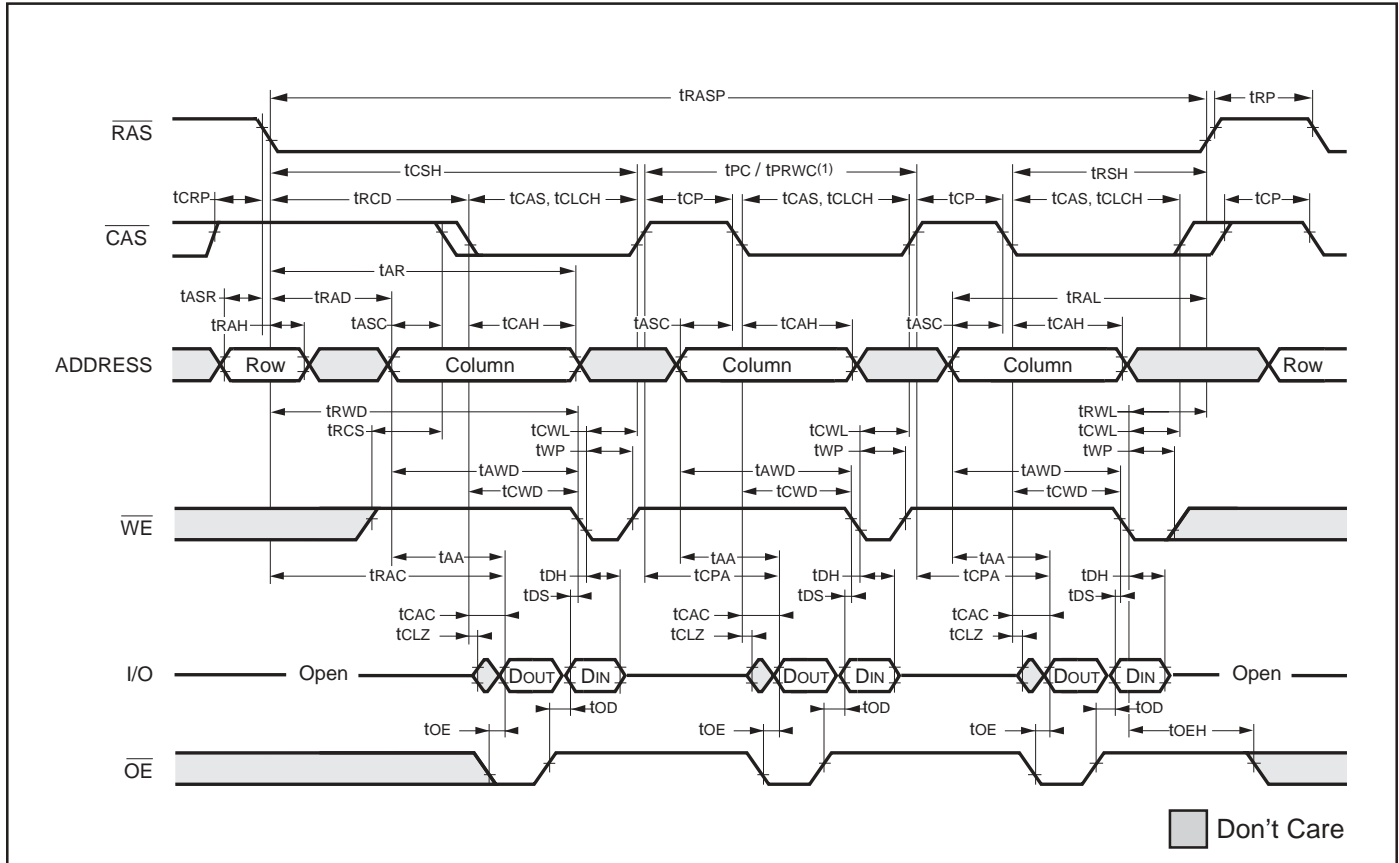 tRASP tRP
RAS
tCSH tPC / tPRWC(1) tRSH
tCRP tRCD tCAS, tCLCH tCP tCAS, tCLCH tCP tCAS, tCLCH tCP
CAS
tAR
tASR tRAD tRAL
tRAH tASC tCAH tASC tCAH tASC tCAH
ADDRESS Row Column Column Column Row
tRWD tRWL
tRCS tCWL tCWL tCWL
tWP tWP tWP
tAWD tAWD tAWD
tCWD tCWD tCWD
WE
tAA tAA tAA
tRAC tDH tCPA tDH tCPA tDH
tDS tDS tDS
tCAC tCAC tCAC
tCLZ tCLZ tCLZ
I/O Open DOUT DIN DOUT DIN DOUT DIN Open
tOD tOD tOD
tOE tOE tOE tOEH
OE
Don't Care